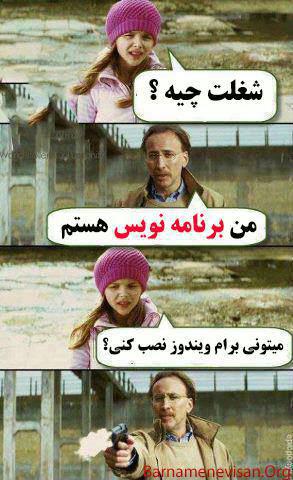 شغلت چیه ؟
من برنامه نویس هستم
میتونی برام ویندوز نصب کنی؟
Barnamenevisan.Org